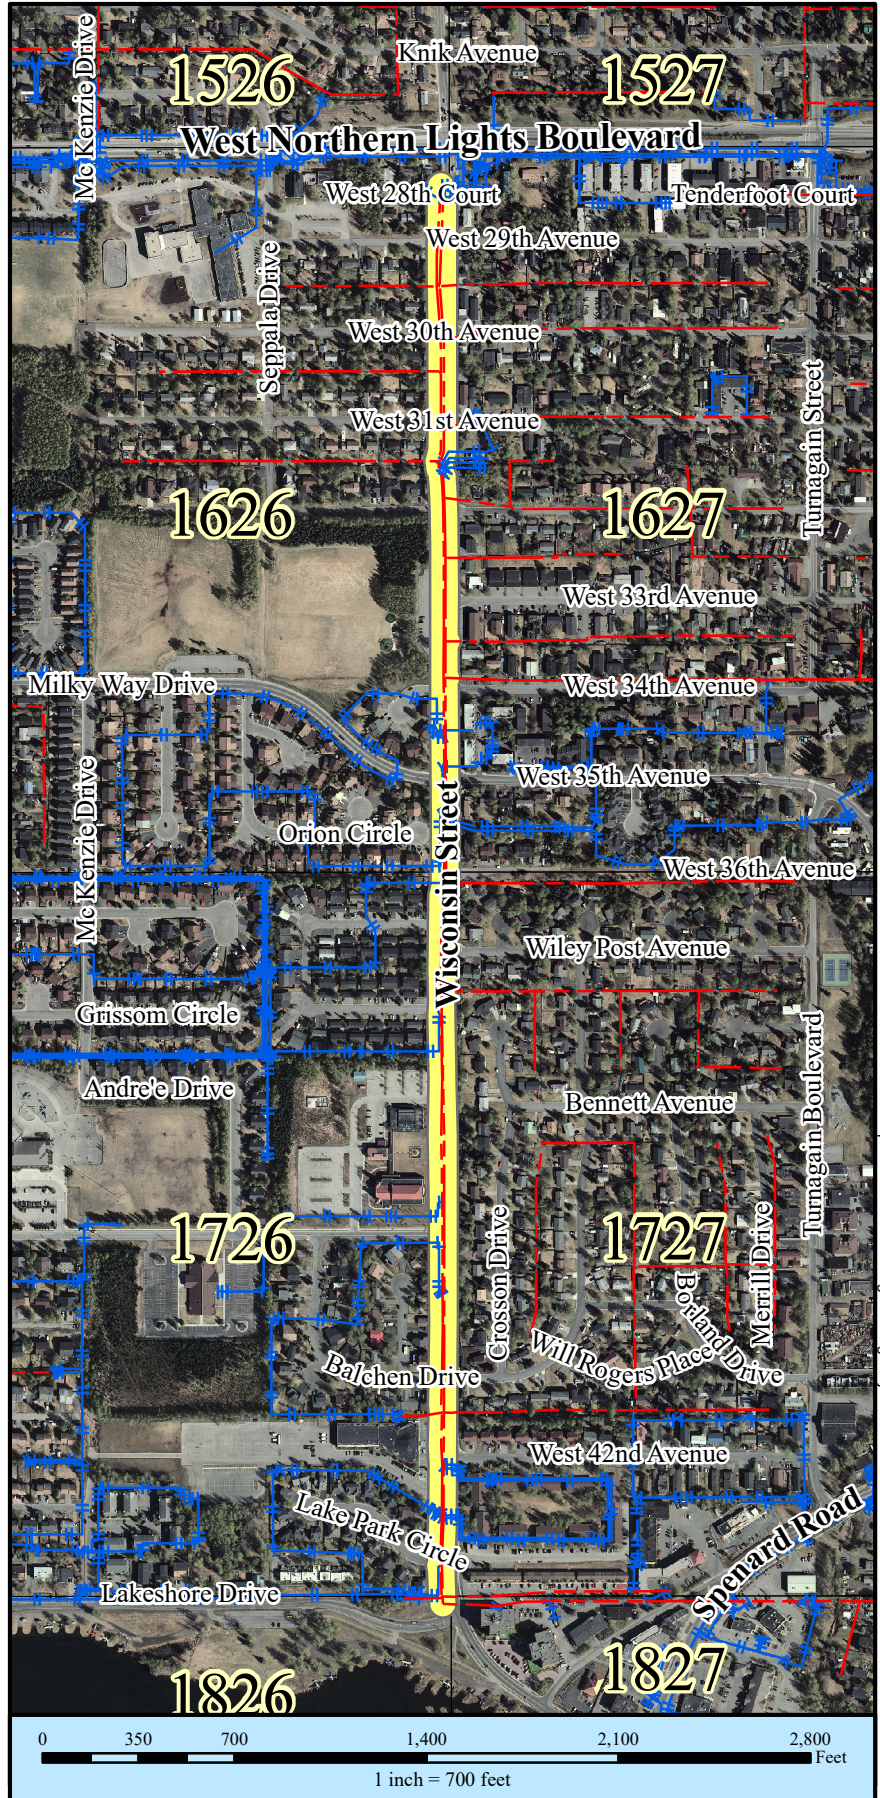 Mc Kenzie Drive
Knik Avenue
1526
1527
West Northern Lights Boulevard
West 28th Court
Tenderfoot Court
West 29th Avenue
Seppala Drive
West 30th Avenue
Turnagain Street
West 31st Avenue
1626
1627
West 33rd Avenue
Milky Way Drive
West 34th Avenue
Mc Kenzie Drive
West 35th Avenue
Wisconsin Street
Orion Circle
West 36th Avenue
Wiley Post Avenue
Grissom Circle
Turnagain Boulevard
Andre'e Drive
Bennett Avenue
1726
1727
Crosson Drive
Merrill Drive
Borland Drive
Will Rogers Place
Balchen Drive
West 42nd Avenue
Lake Park Circle
Spenard Road
Lakeshore Drive
1826
1827
0 350 700 1,400 2,100 2,800
Feet
1 inch = 700 feet